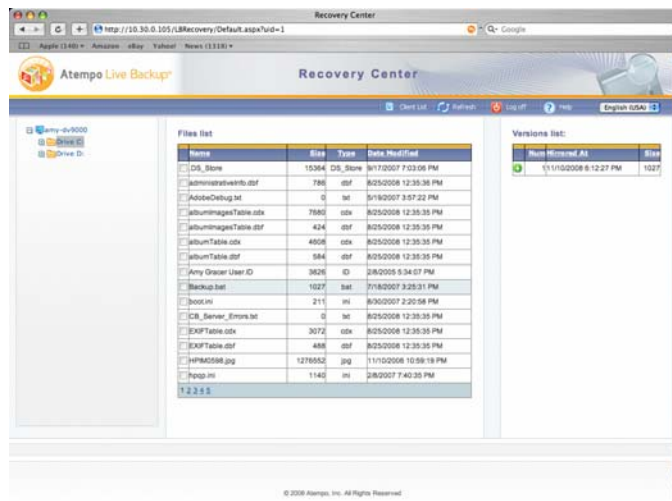 Recovery Center
http://10.30.0.105/LBRecovery/Default.aspx?uid=1
Q- Google
Apple (140) Amazon eBay Yahoo! News (1318)
Atempo Live Backup
Recovery Center
Client List Refresh Log off Help English (USA)
amy-dv9000
Drive C:
Drive D:
Files list
Name Size Type Date Modified
.DS_Store 15364 DS_Store 9/17/2007 7:03:06 PM
administrativeInfo.dbf 786 dbf 8/25/2008 12:35:36 PM
AdobeDebug.txt 0 txt 5/19/2007 3:57:22 PM
albumImagesTable.cdx 7680 cdx 8/25/2008 12:35:35 PM
albumImagesTable.dbf 424 dbf 8/25/2008 12:35:35 PM
albumTable.cdx 4608 cdx 8/25/2008 12:35:35 PM
albumTable.dbf 584 dbf 8/25/2008 12:35:35 PM
Amy Gracer User.ID 3826 ID 2/8/2005 5:34:07 PM
Backup.bat 1027 bat 7/18/2007 3:25:31 PM
boot.ini 211 ini 6/30/2007 2:20:58 PM
CB_Server_Errors.txt 0 txt 8/25/2008 12:35:35 PM
EXIFTable.cdx 3072 cdx 8/25/2008 12:35:35 PM
EXIFTable.dbf 488 dbf 8/25/2008 12:35:35 PM
HPIM0598.jpg 1276552 jpg 11/10/2006 10:59:19 PM
hpqp.ini 1140 ini 2/8/2007 7:40:35 PM
1 2 3 4 5
Versions list:
Num Mirrored At Size
1 11/10/2008 6:12:27 PM 1027
© 2008 Atempo, Inc. All Rights Reserved